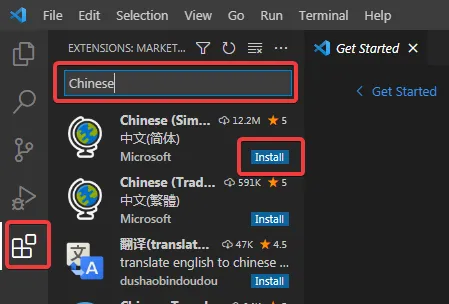 File Edit Selection View Go Run Terminal Help
EXTENSIONS: MARKET... Get Started
Chinese
Get Started
Chinese (Sim... 12.2M 5
中文(简体)
Microsoft Install
Chinese (Trad... 591K 5
中文(繁體)
Microsoft Install
翻译(translat... 47K 4.5
translate english to chinese ...
dushaobindoudou Install